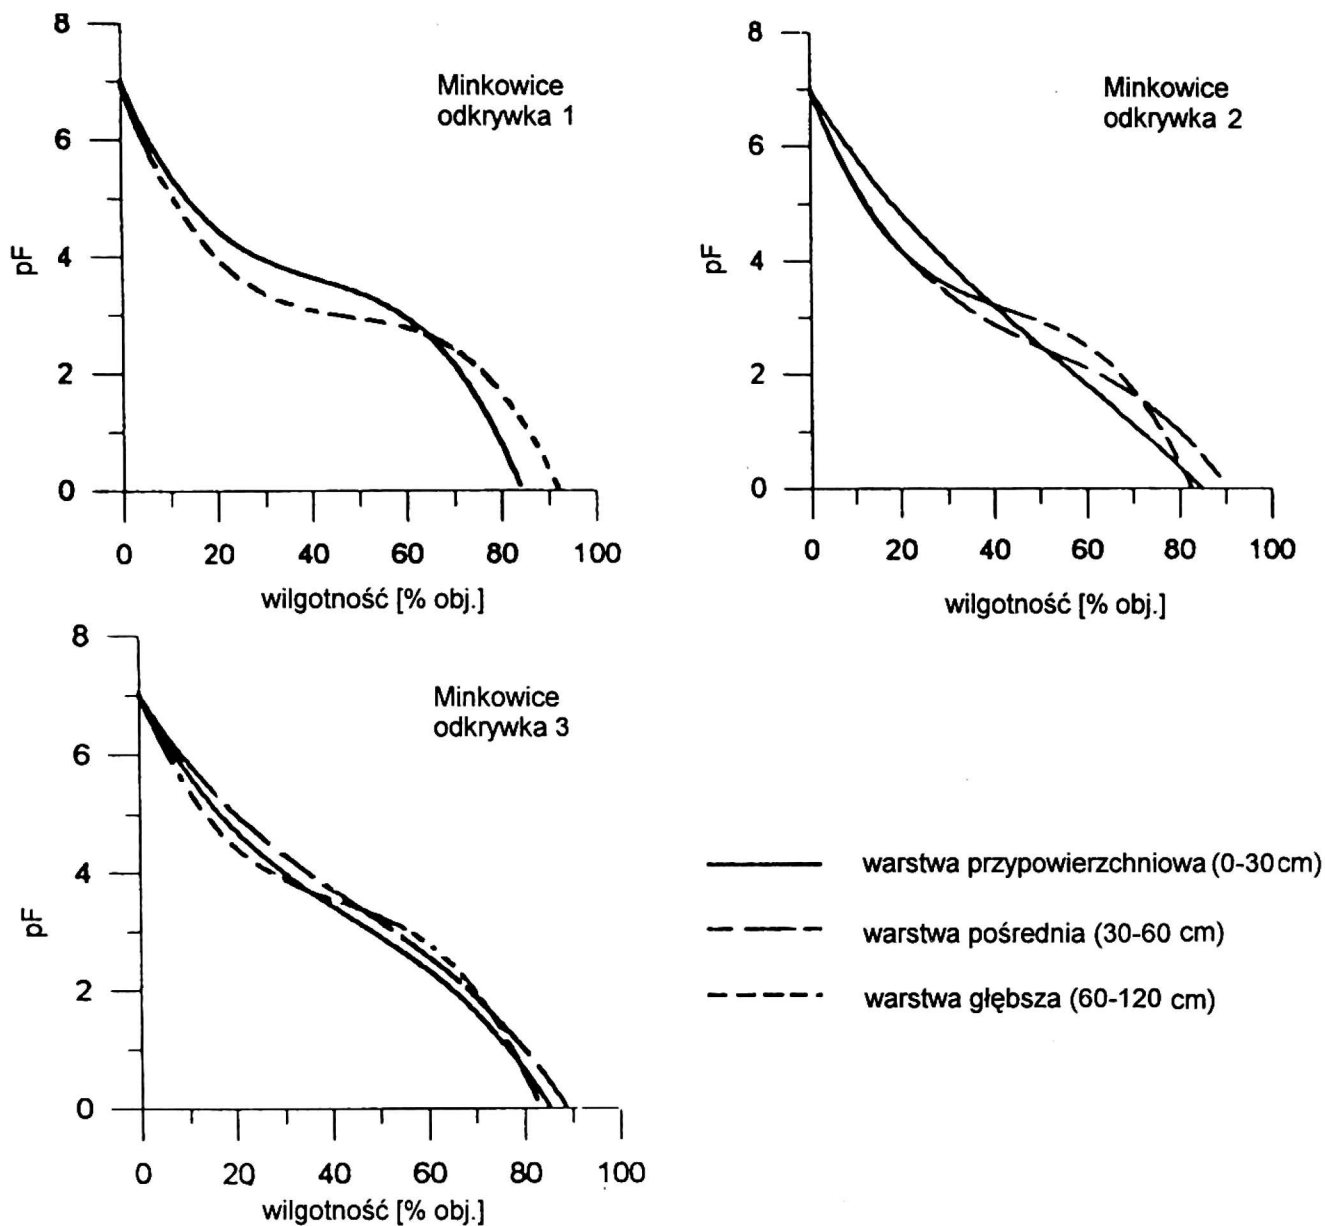 8
6
4
2
0
pF
Minkowice
odkrywka 1
0 20 40 60 80 100
wilgotność [% obj.]
8
6
4
2
0
pF
Minkowice
odkrywka 2
0 20 40 60 80 100
wilgotność [% obj.]
8
6
4
2
0
pF
Minkowice
odkrywka 3
0 20 40 60 80 100
wilgotność [% obj.]
warstwa przypowierzchniowa (0-30 cm)
warstwa pośrednia (30-60 cm)
warstwa głębsza (60-120 cm)